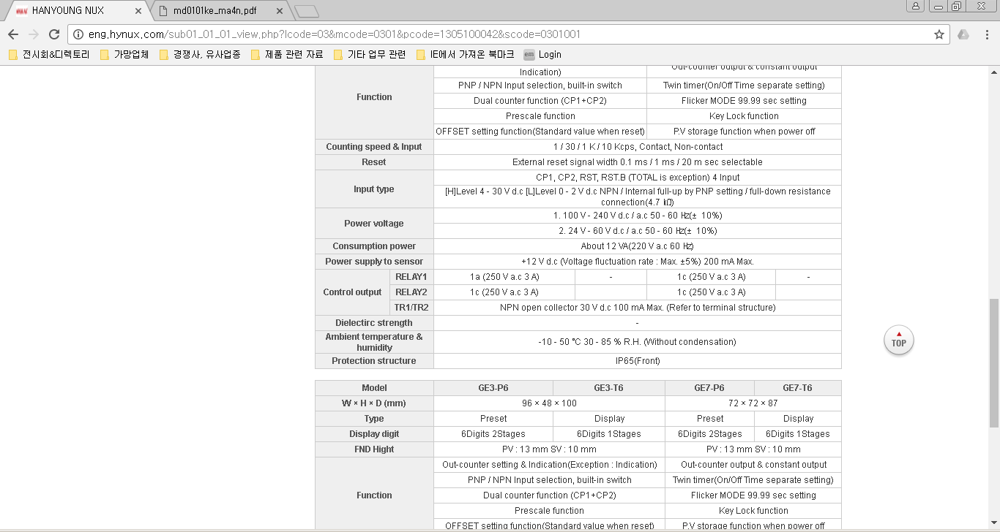 HANYOUNG NUX
md0101ke_ma4n.pdf
eng.hynux.com/sub01_01_01_view.php?lcode=03&mcode=0301&pcode=1305100042&scode=0301001
전시회&디렉토리 가망업체 경쟁사, 유사업종 제품 관련 자료 기타 업무 관련 IE에서 가져온 북마크 em Login
Indication) Out-counter output & constant output
Function
PNP / NPN Input selection, built-in switch Twin timer(On/Off Time separate setting)
Dual counter function (CP1+CP2) Flicker MODE 99.99 sec setting
Prescale function Key Lock function
OFFSET setting function(Standard value when reset) P.V storage function when power off
Counting speed & Input 1 / 30 / 1 K / 10 Kcps, Contact, Non-contact
Reset External reset signal width 0.1 ms / 1 ms / 20 m sec selectable
Input type
CP1, CP2, RST, RST.B (TOTAL is exception) 4 Input
[H]Level 4 - 30 V d.c [L]Level 0 - 2 V d.c NPN / Internal full-up by PNP setting / full-down resistance
connection(4.7 ㏀)
Power voltage
1. 100 V - 240 V d.c / a.c 50 - 60 ㎐(± 10%)
2. 24 V - 60 V d.c / a.c 50 - 60 ㎐(± 10%)
Consumption power About 12 VA(220 V a.c 60 ㎐)
Power supply to sensor +12 V d.c (Voltage fluctuation rate : Max. ±5%) 200 mA Max.
Control output
RELAY1 1a (250 V a.c 3 A) - 1c (250 V a.c 3 A) -
RELAY2 1c (250 V a.c 3 A) 1c (250 V a.c 3 A)
TR1/TR2 NPN open collector 30 V d.c 100 mA Max. (Refer to terminal structure)
Dielectirc strength -
Ambient temperature &
humidity
-10 - 50 ℃ 30 - 85 % R.H. (Without condensation)
Protection structure IP65(Front)
TOP
Model GE3-P6 GE3-T6 GE7-P6 GE7-T6
W × H × D (mm) 96 × 48 × 100 72 × 72 × 87
Type Preset Display Preset Display
Display digit 6Digits 2Stages 6Digits 1Stages 6Digits 2Stages 6Digits 1Stages
FND Hight PV : 13 mm SV : 10 mm PV : 13 mm SV : 10 mm
Function
Out-counter setting & Indication(Exception : Indication) Out-counter output & constant output
PNP / NPN Input selection, built-in switch Twin timer(On/Off Time separate setting)
Dual counter function (CP1+CP2) Flicker MODE 99.99 sec setting
Prescale function Key Lock function
OFFSET setting function(Standard value when reset) P.V storage function when power off